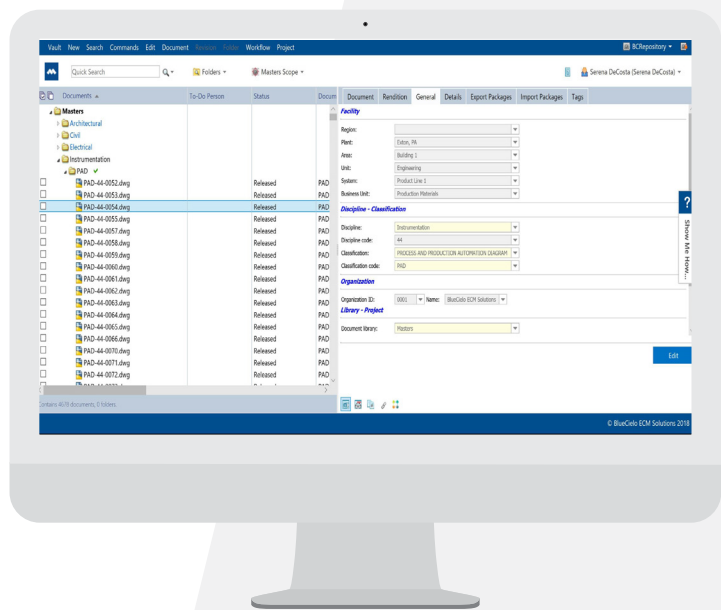 Vault New Search Commands Edit Document Revision Folder Workflow Project
BCRepository
Quick Search
Folders
Masters Scope
Serena DeCosta (Serena DeCosta)
Documents To-Do Person Status Docum
Document Rendition General Details Export Packages Import Packages Tags
Masters
Architectural
Civil
Electrical
Instrumentation
PAD
PAD-44-0052.dwg Released PAD
PAD-44-0053.dwg Released PAD
PAD-44-0054.dwg Released PAD
PAD-44-0055.dwg Released PAD
PAD-44-0057.dwg Released PAD
PAD-44-0058.dwg Released PAD
PAD-44-0059.dwg Released PAD
PAD-44-0060.dwg Released PAD
PAD-44-0061.dwg Released PAD
PAD-44-0062.dwg Released PAD
PAD-44-0063.dwg Released PAD
PAD-44-0064.dwg Released PAD
PAD-44-0065.dwg Released PAD
PAD-44-0066.dwg Released PAD
PAD-44-0070.dwg Released PAD
PAD-44-0071.dwg Released PAD
PAD-44-0072.dwg Released PAD
Facility
Region:
Plant: Exton, PA
Area: Building 1
Unit: Engineering
System: Product Line 1
Business Unit: Production Materials
Discipline - Classification
Discipline: Instrumentation
Discipline code: 44
Classification: PROCESS AND PRODUCTION AUTOMATION DIAGRAM
Classification code: PAD
Organization
Organization ID: 0001 Name: BlueCielo ECM Solutions
Library - Project
Document library: Masters
Edit
?
Show Me How...
© BlueCielo ECM Solutions 2018